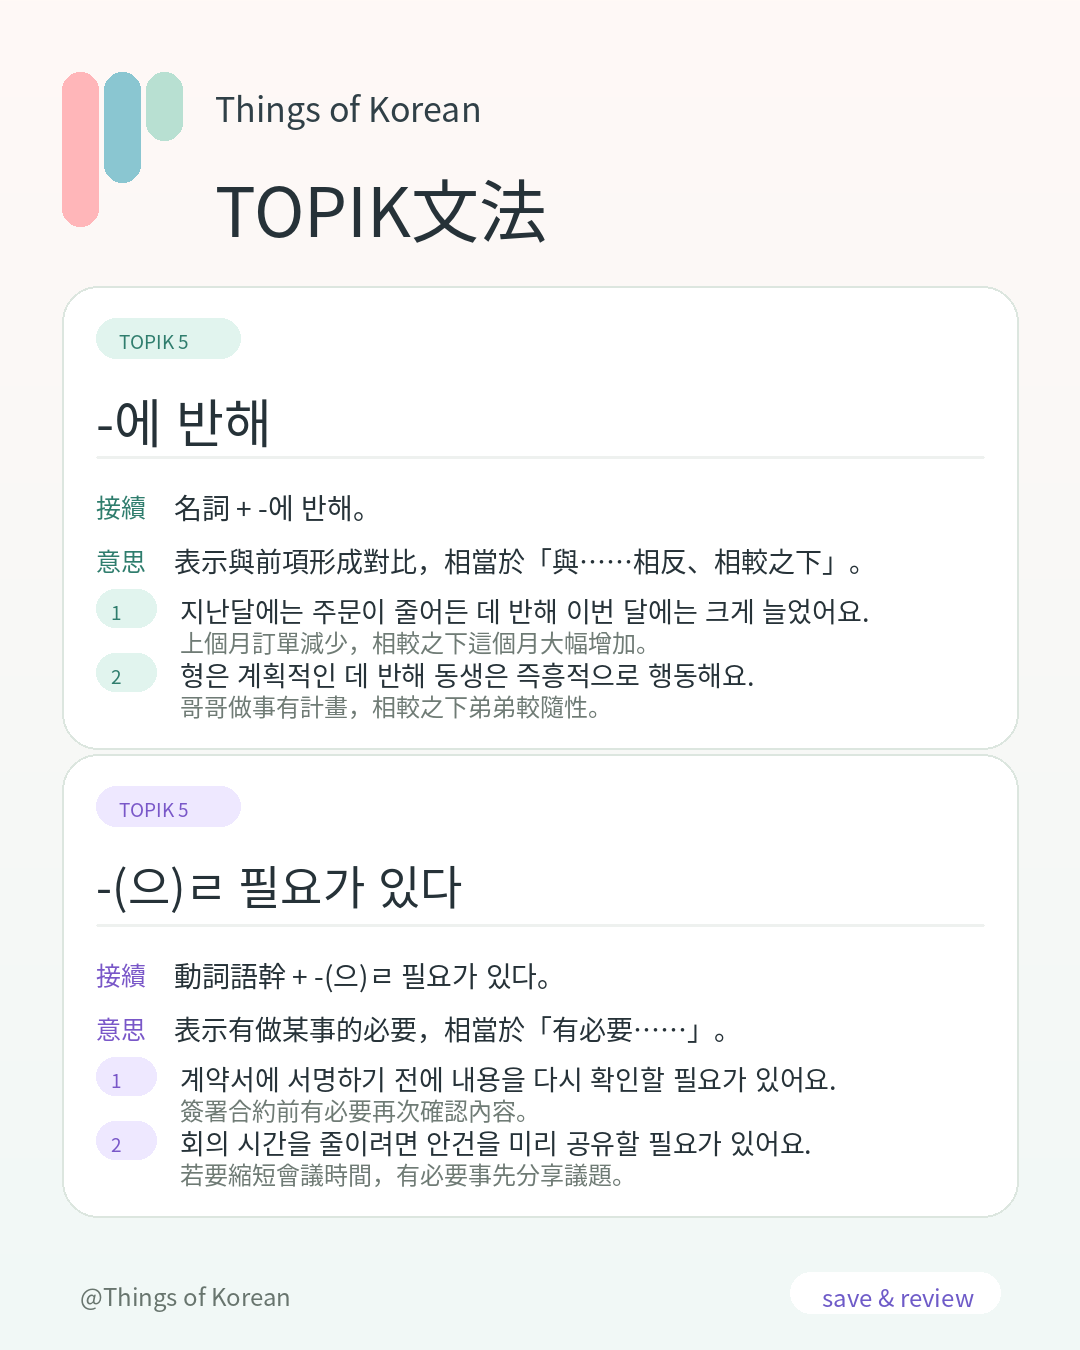 Things of Korean
TOPIK文法
TOPIK 5
-에 반해
接續 名詞 + -에 반해。
意思 表示與前項形成對比，相當於「與……相反、相較之下」。
1 지난달에는 주문이 줄어든 데 반해 이번 달에는 크게 늘었어요.
上個月訂單減少，相較之下這個月大幅增加。
2 형은 계획적인 데 반해 동생은 즉흥적으로 행동해요.
哥哥做事有計畫，相較之下弟弟較隨性。
TOPIK 5
-(으)ㄹ 필요가 있다
接續 動詞語幹 + -(으)ㄹ 필요가 있다。
意思 表示有做某事的必要，相當於「有必要……」。
1 계약서에 서명하기 전에 내용을 다시 확인할 필요가 있어요.
簽署合約前有必要再次確認內容。
2 회의 시간을 줄이려면 안건을 미리 공유할 필요가 있어요.
若要縮短會議時間，有必要事先分享議題。
@Things of Korean
save & review